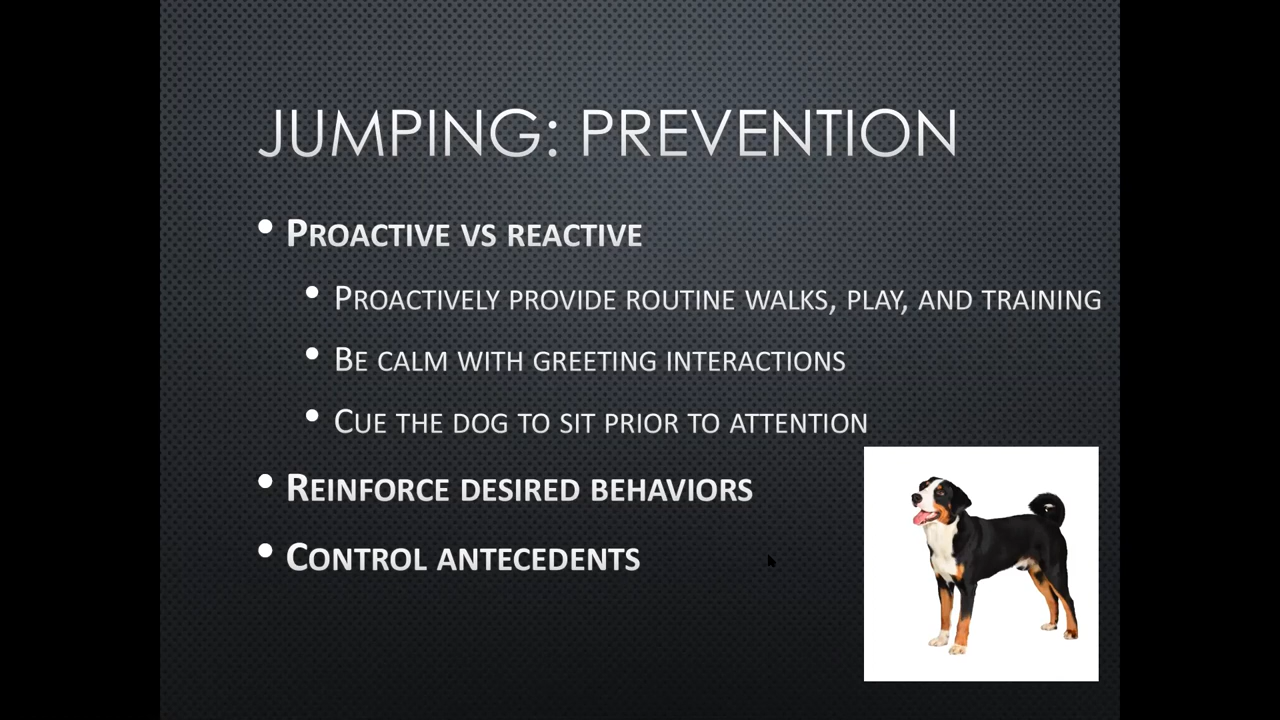 JUMPING: PREVENTION
• PROACTIVE VS REACTIVE
• PROACTIVELY PROVIDE ROUTINE WALKS, PLAY, AND TRAINING
• BE CALM WITH GREETING INTERACTIONS
• CUE THE DOG TO SIT PRIOR TO ATTENTION
• REINFORCE DESIRED BEHAVIORS
• CONTROL ANTECEDENTS